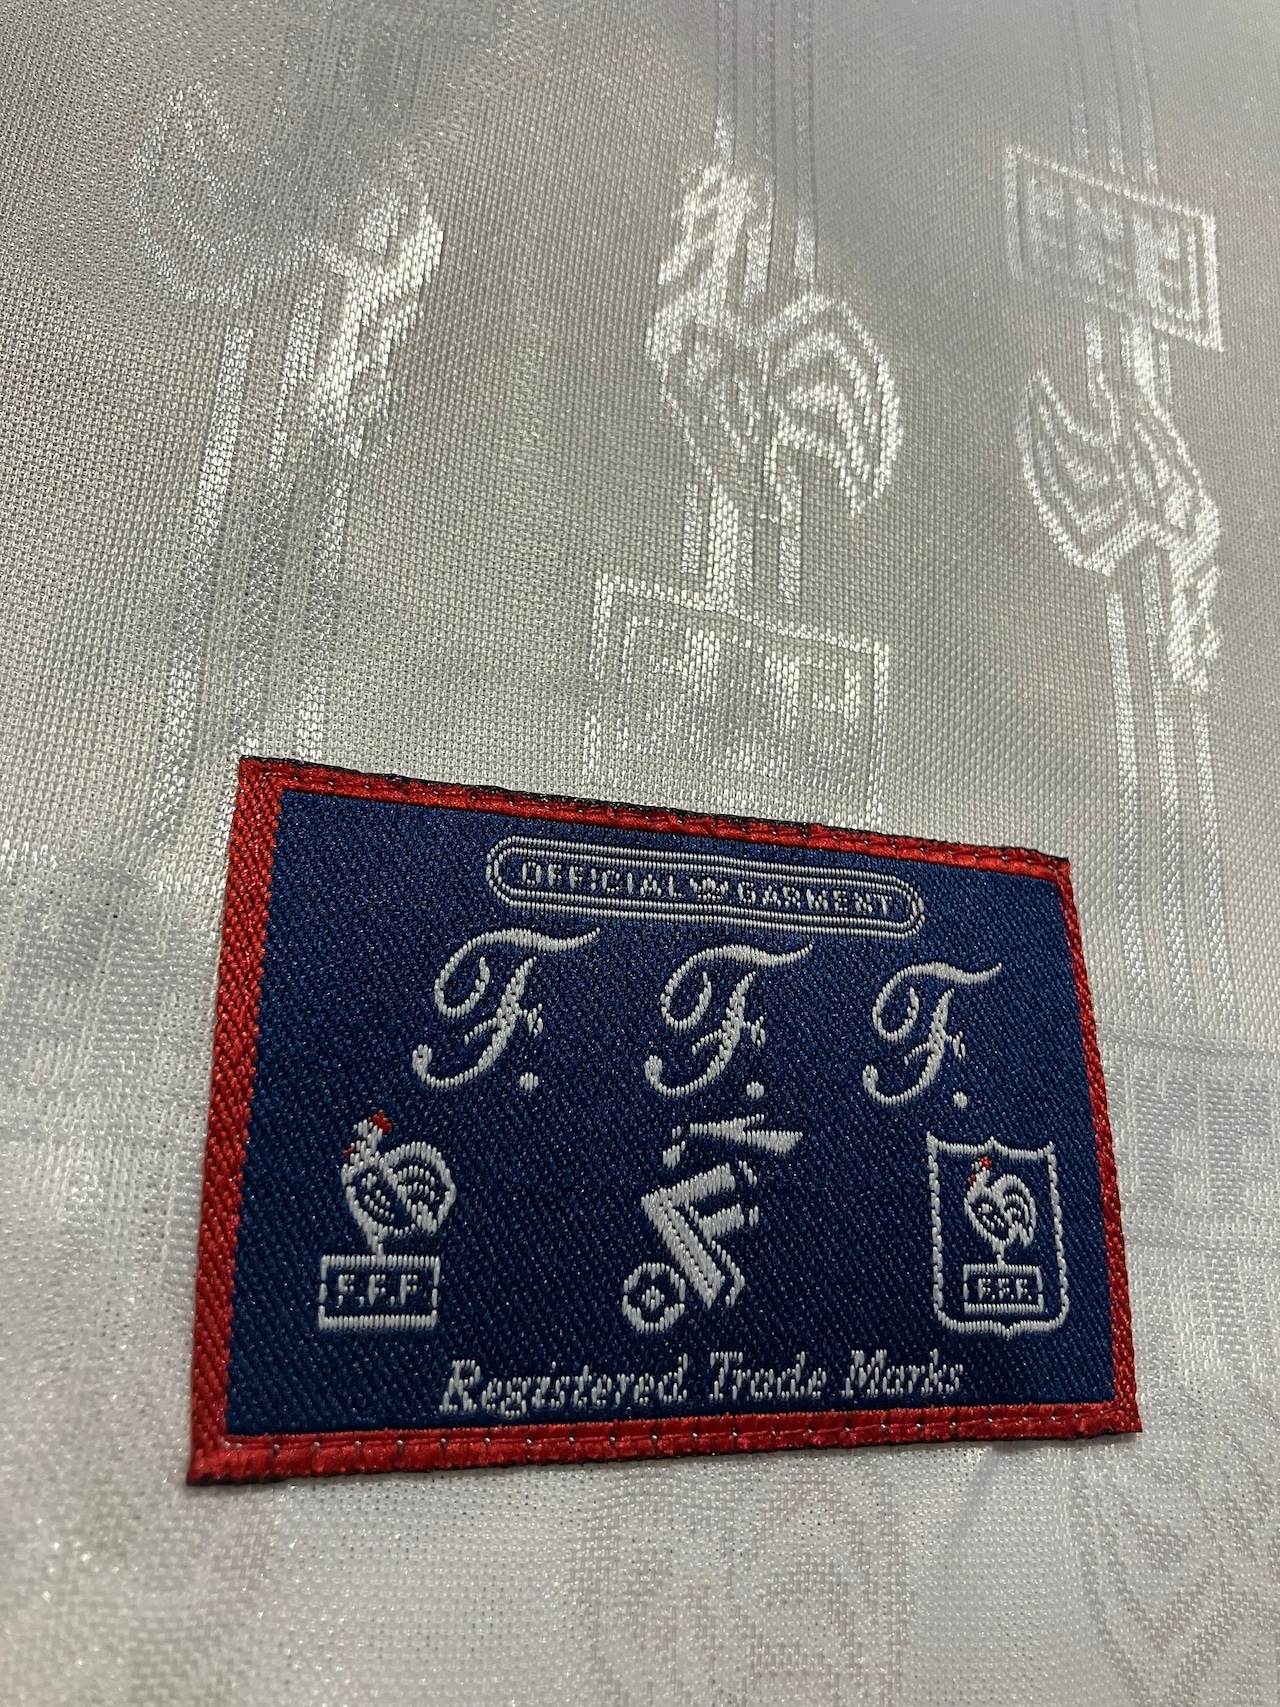 OFFICIAL GARMENT
F. F. F.
F.F.F
F.F.F.
Registered Trade Marks